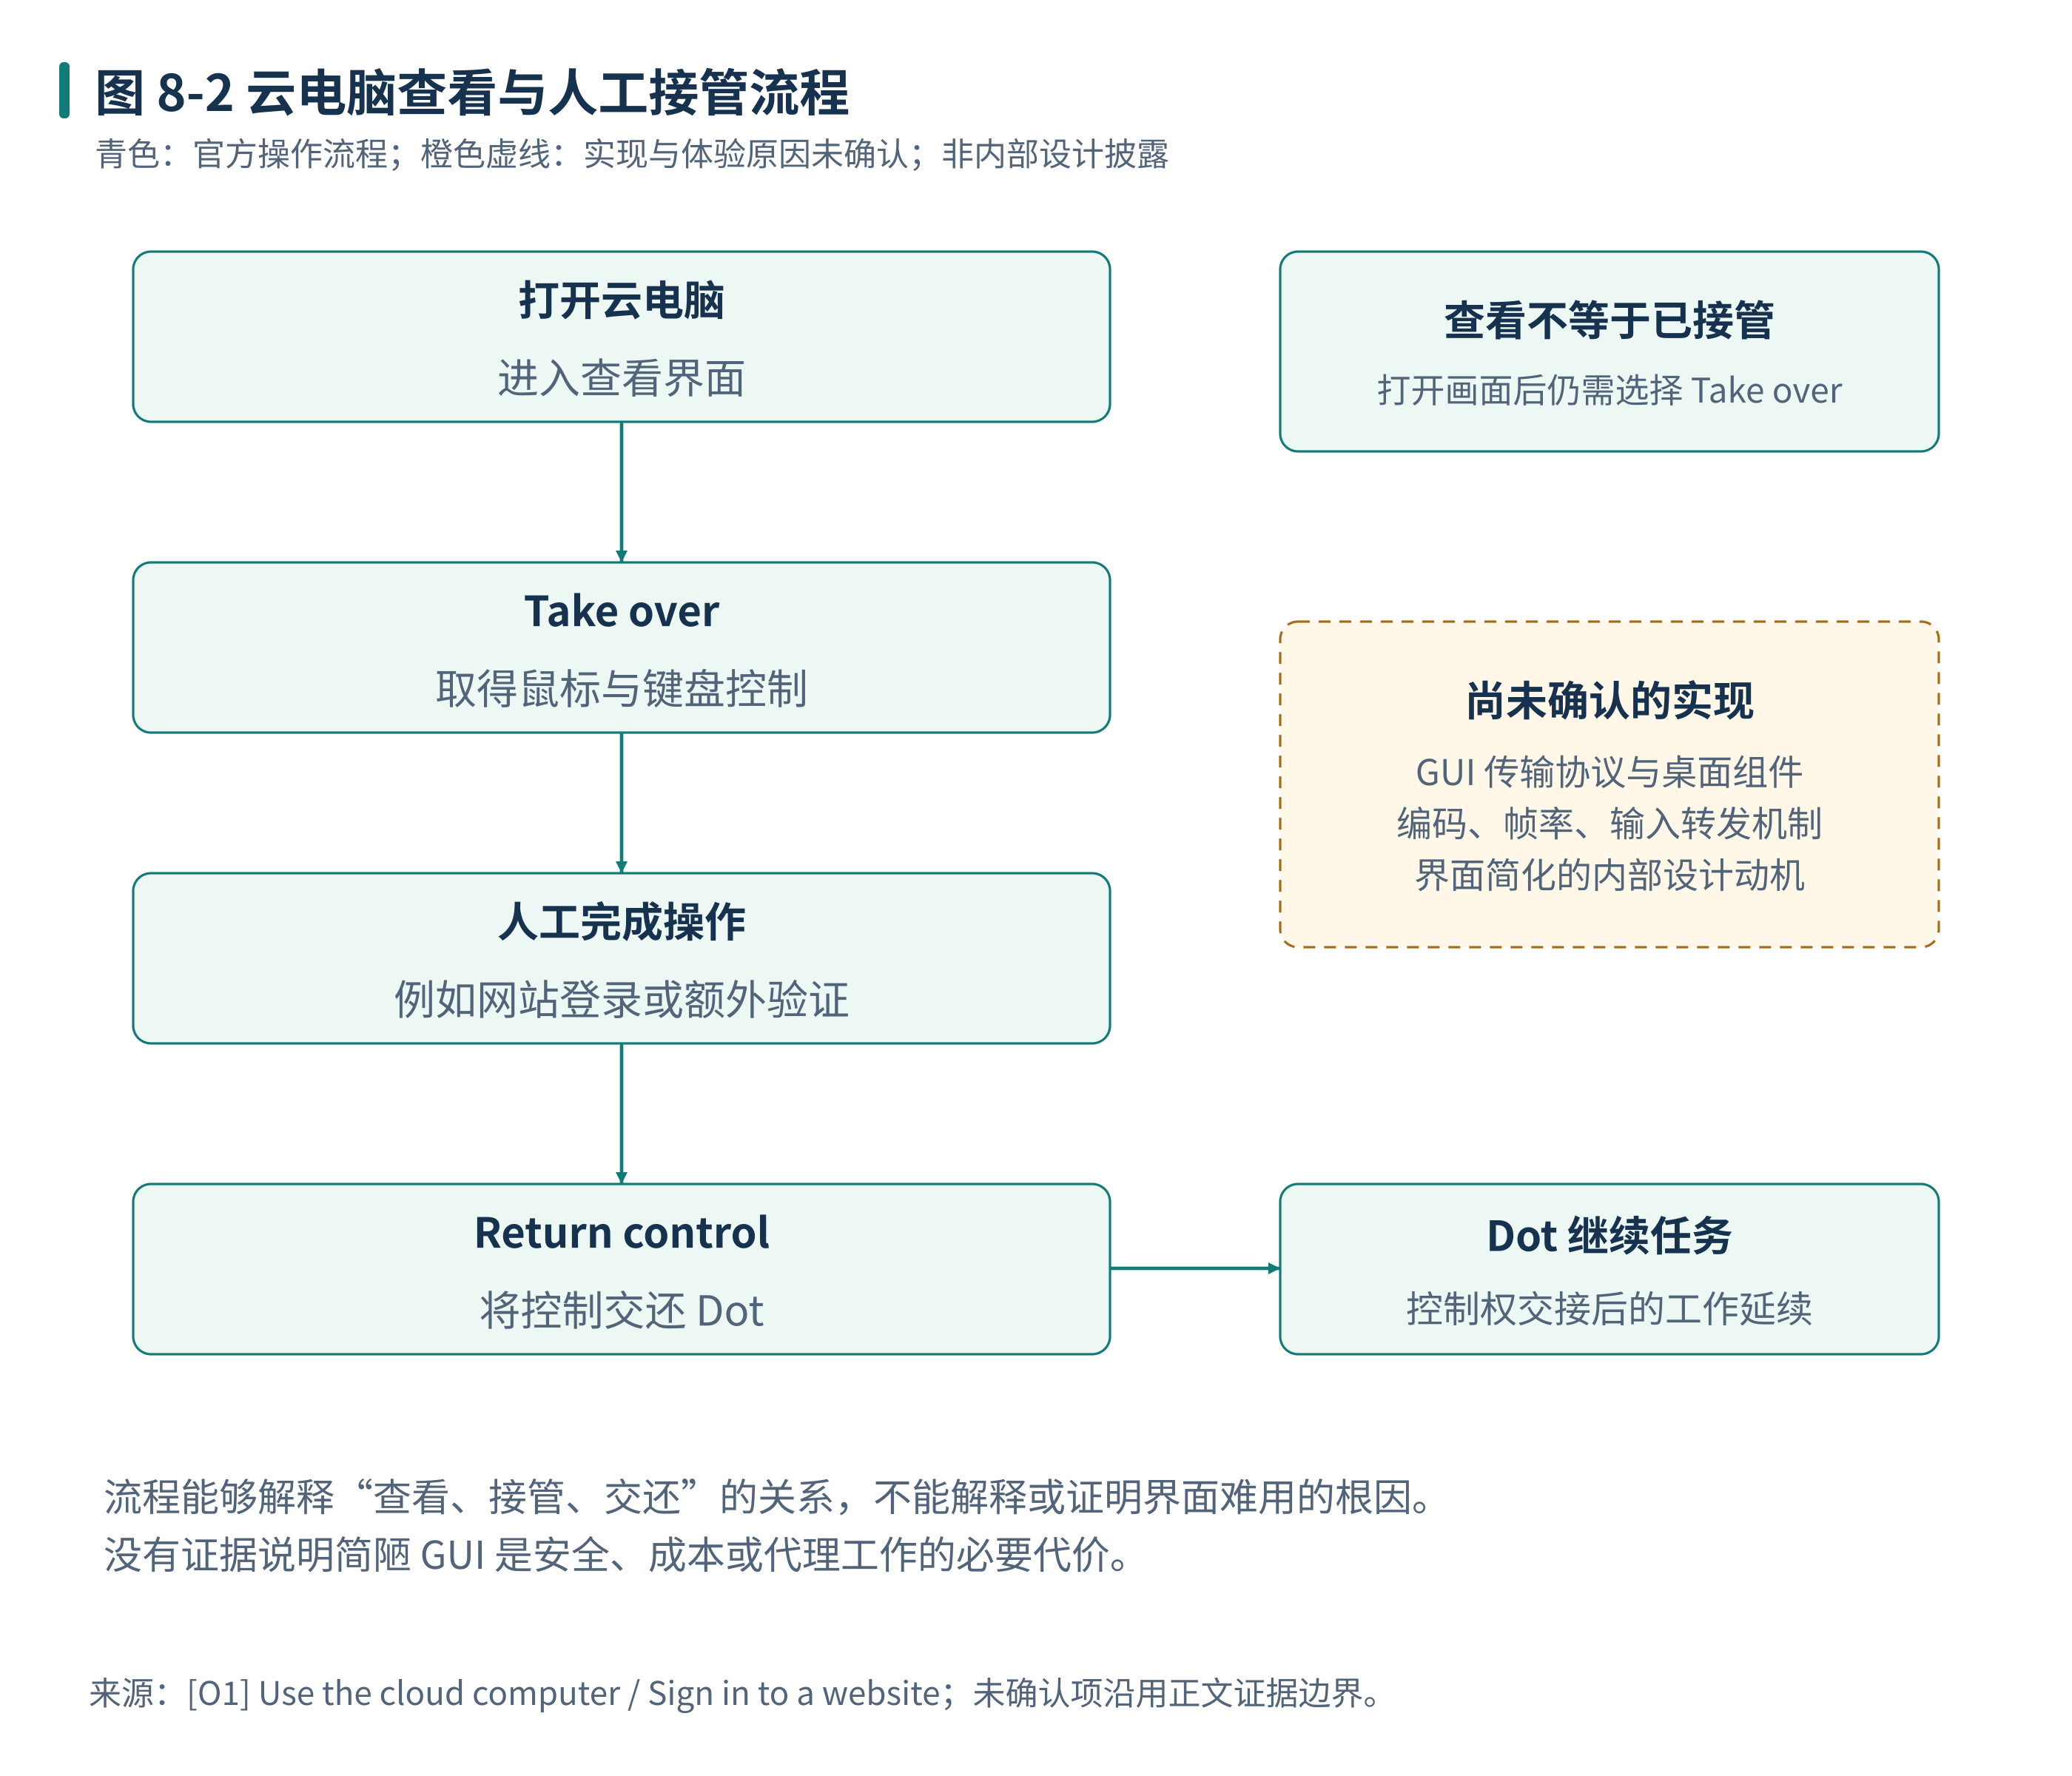 图 8-2 云电脑查看与人工接管流程
青色：官方操作流程；橙色虚线：实现与体验原因未确认；非内部设计披露
打开云电脑
进入查看界面
查看不等于已接管
打开画面后仍需选择 Take over
Take over
取得鼠标与键盘控制
尚未确认的实现
GUI 传输协议与桌面组件
编码、帧率、输入转发机制
界面简化的内部设计动机
人工完成操作
例如网站登录或额外验证
Return control
将控制交还 Dot
Dot 继续任务
控制权交接后的工作延续
流程能够解释“查看、接管、交还”的关系，不能解释或证明界面难用的根因。
没有证据说明简陋 GUI 是安全、成本或代理工作的必要代价。
来源：[O1] Use the cloud computer / Sign in to a website；未确认项沿用正文证据边界。